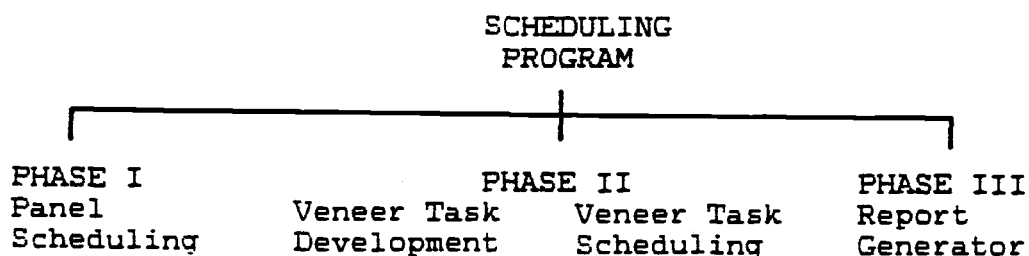 SCHEDULING
PROGRAM
PHASE I PHASE II PHASE III
Panel Veneer Task Veneer Task Report
Scheduling Development Scheduling Generator